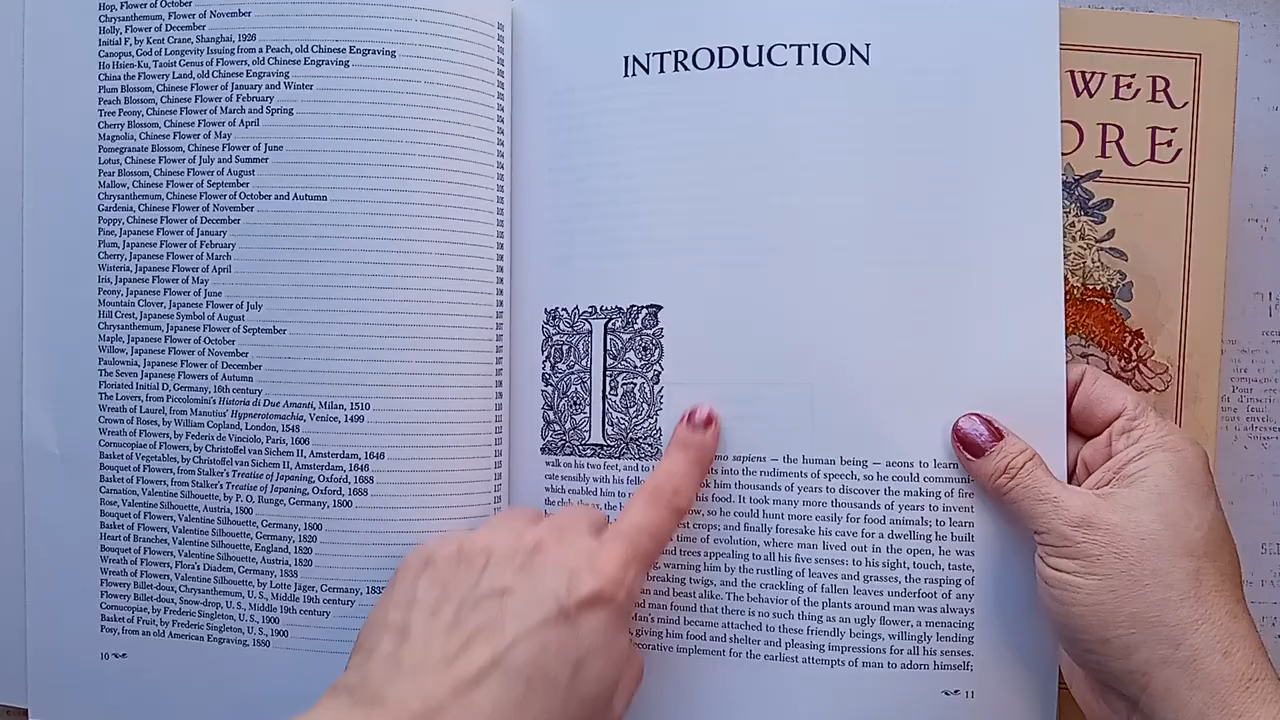 Hop, Flower of October
Chrysanthemum, Flower of November
Holly, Flower of December
Initial F, by Kent Crane, Shanghai, 1926
Canopus, God of Longevity Issuing from a Peach, old Chinese Engraving
Ho Hsien-Ku, Taoist Genus of Flowers, old Chinese Engraving
China the Flowery Land, old Chinese Engraving
Plum Blossom, Chinese Flower of January and Winter
Peach Blossom, Chinese Flower of February
Tree Peony, Chinese Flower of March and Spring
Cherry Blossom, Chinese Flower of April
Magnolia, Chinese Flower of May
Pomegranate Blossom, Chinese Flower of June
Lotus, Chinese Flower of July and Summer
Pear Blossom, Chinese Flower of August
Mallow, Chinese Flower of September
Chrysanthemum, Chinese Flower of October and Autumn
Gardenia, Chinese Flower of November
Poppy, Chinese Flower of December
Pine, Japanese Flower of January
Plum, Japanese Flower of February
Cherry, Japanese Flower of March
Wisteria, Japanese Flower of April
Iris, Japanese Flower of May
Peony, Japanese Flower of June
Mountain Clover, Japanese Flower of July
Hill Crest, Japanese Symbol of August
Chrysanthemum, Japanese Flower of September
Maple, Japanese Flower of October
Willow, Japanese Flower of November
Paulownia, Japanese Flower of December
The Seven Japanese Flowers of Autumn
Floriated Initial D, Germany, 16th century
The Lovers, from Piccolomini's Historia di Due Amanti, Milan, 1510
Wreath of Laurel, from Manutius' Hypnerotomachia, Venice, 1499
Crown of Roses, by William Copland, London, 1548
Wreath of Flowers, by Federix de Vinciolo, Paris, 1606
Cornucopiae of Flowers, by Christoffel van Sichem II, Amsterdam, 1646
Basket of Vegetables, by Christoffel van Sichem II, Amsterdam, 1646
Bouquet of Flowers, from Stalker's Treatise of Japaning, Oxford, 1688
Basket of Flowers, from Stalker's Treatise of Japaning, Oxford, 1688
Carnation, Valentine Silhouette, by P. O. Runge, Germany, 1800
Rose, Valentine Silhouette, Austria, 1800
Bouquet of Flowers, Valentine Silhouette, Germany, 1800
Basket of Flowers, Valentine Silhouette, Germany, 1820
Heart of Branches, Valentine Silhouette, England, 1820
Bouquet of Flowers, Valentine Silhouette, Austria, 1820
Wreath of Flowers, Flora's Diadem, Germany, 1838
Wreath of Flowers, Valentine Silhouette, by Lotte Jäger, Germany, 1835
Flowery Billet-doux, Chrysanthemum, U. S., Middle 19th century
Flowery Billet-doux, Snow-drop, U. S., Middle 19th century
Cornucopiae, by Frederic Singleton, U. S., 1900
Basket of Fruit, by Frederic Singleton, U. S., 1900
Posy, from an old American Engraving, 1880
10
INTRODUCTION
I
mo sapiens — the human being — aeons to learn
walk on his two feet, and to ts into the rudiments of speech, so he could communi-
cate sensibly with his fello ok him thousands of years to discover the making of fire
which enabled him to his food. It took many more thousands of years to invent
the club, the ax, the b ow, so he could hunt more easily for food animals; to learn
est crops; and finally foresake his cave for a dwelling he built
time of evolution, where man lived out in the open, he was
and trees appealing to all his five senses: to his sight, touch, taste,
warning him by the rustling of leaves and grasses, the rasping of
breaking twigs, and the crackling of fallen leaves underfoot of any
an and beast alike. The behavior of the plants around man was always
nd man found that there is no such thing as an ugly flower, a menacing
Man's mind became attached to these friendly beings, willingly lending
, giving him food and shelter and pleasing impressions for all his senses.
ecorative implement for the earliest attempts of man to adorn himself;
11
WER
ORE